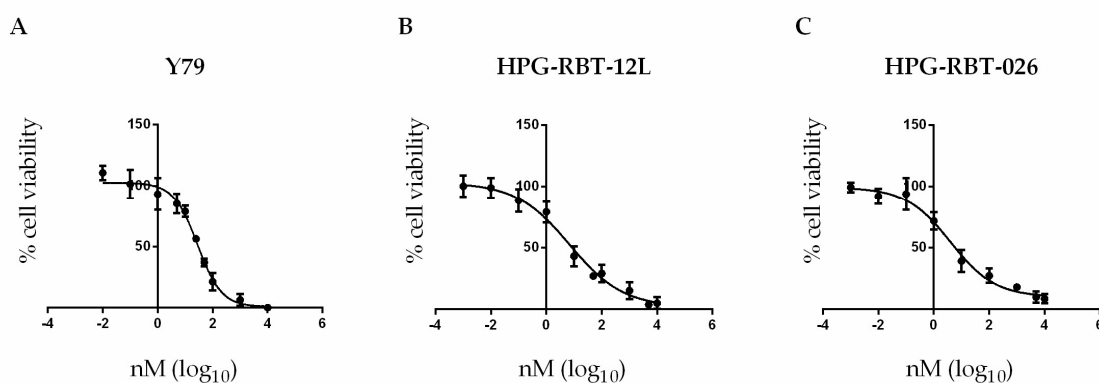 A
Y79
% cell viability
150
100
50
-4 -2 0 2 4 6
nM (log10)
B
HPG-RBT-12L
% cell viability
150
100
50
-4 -2 0 2 4 6
nM (log10)
C
HPG-RBT-026
% cell viability
150
100
50
-4 -2 0 2 4 6
nM (log10)